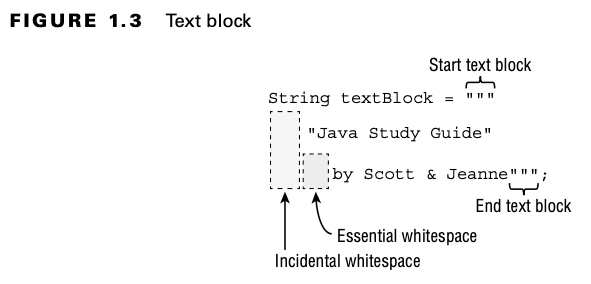 FIGURE 1.3 Text block
Start text block
String textBlock = """
"Java Study Guide"
by Scott & Jeanne""";
End text block
Essential whitespace
Incidental whitespace